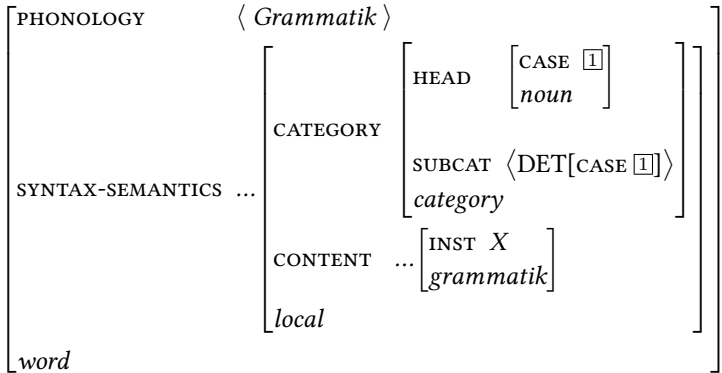 PHONOLOGY ⟨ Grammatik ⟩
CASE 1
HEAD
noun
CATEGORY
SUBCAT ⟨DET[CASE 1]⟩
SYNTAX-SEMANTICS ...
category
INST X
CONTENT ...
grammatik
local
word